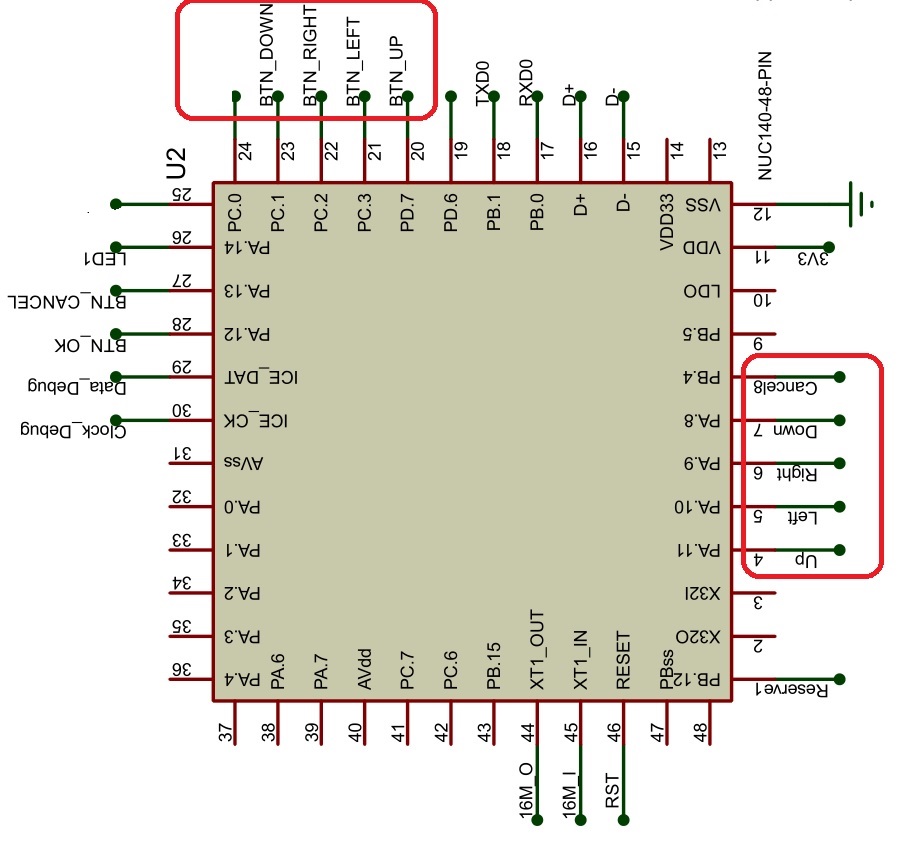 BTN_DOWN
BTN_RIGHT
BTN_LEFT
BTN_UP
TXD0
RXD0
D+
D-
NUC140-48-PIN
U2
24
23
22
21
20
19
18
17
16
15
14
13
PC.0
PC.1
PC.2
PC.3
PD.7
PD.6
PB.1
PB.0
D+
D-
VDD33
25
LED1
26
PA.14
BTN_CANCEL
27
PA.13
BTN_OK
28
PA.12
Data_Debug
29
ICE_DAT
Clock_Debug
30
ICE_CK
31
AVss
32
PA.0
33
PA.1
34
PA.2
35
PA.3
36
PA.4
VSS
12
VDD
11
3V3
LDO
10
PB.5
9
PB.4
8
Cancel
PA.8
7
Down
PA.9
6
Right
PA.10
5
Left
PA.11
4
Up
X32I
3
X32O
2
PB.12
1
Reserve
PA.6
PA.7
AVdd
PC.7
PC.6
PB.15
XT1_OUT
XT1_IN
RESET
PBss
37
38
39
40
41
42
43
44
45
46
47
48
16M_O
16M_I
RST